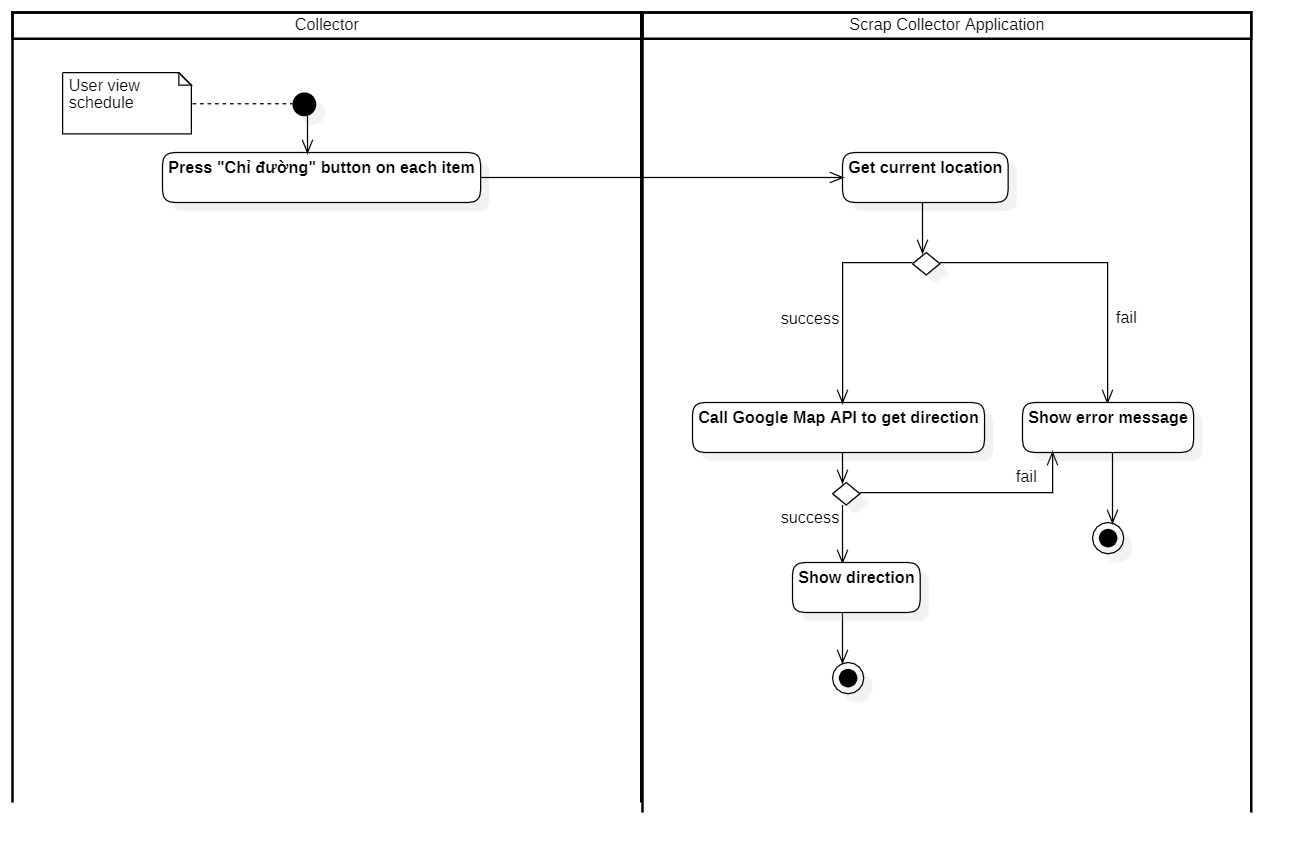 Collector
Scrap Collector Application
User view
schedule
Press "Chỉ đường" button on each item
Get current location
success
fail
Call Google Map API to get direction
Show error message
fail
success
Show direction